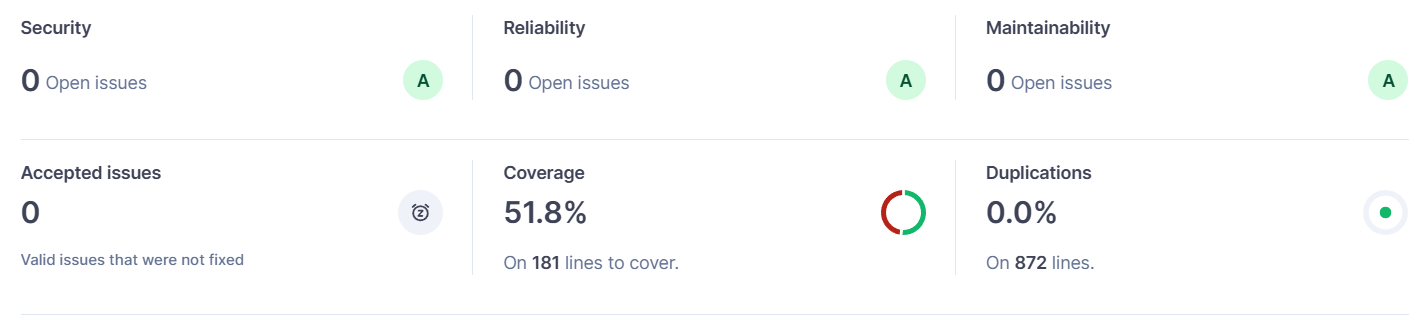 Security
0 Open issues
A
Reliability
0 Open issues
A
Maintainability
0 Open issues
A
Accepted issues
0
Valid issues that were not fixed
Coverage
51.8%
On 181 lines to cover.
Duplications
0.0%
On 872 lines.